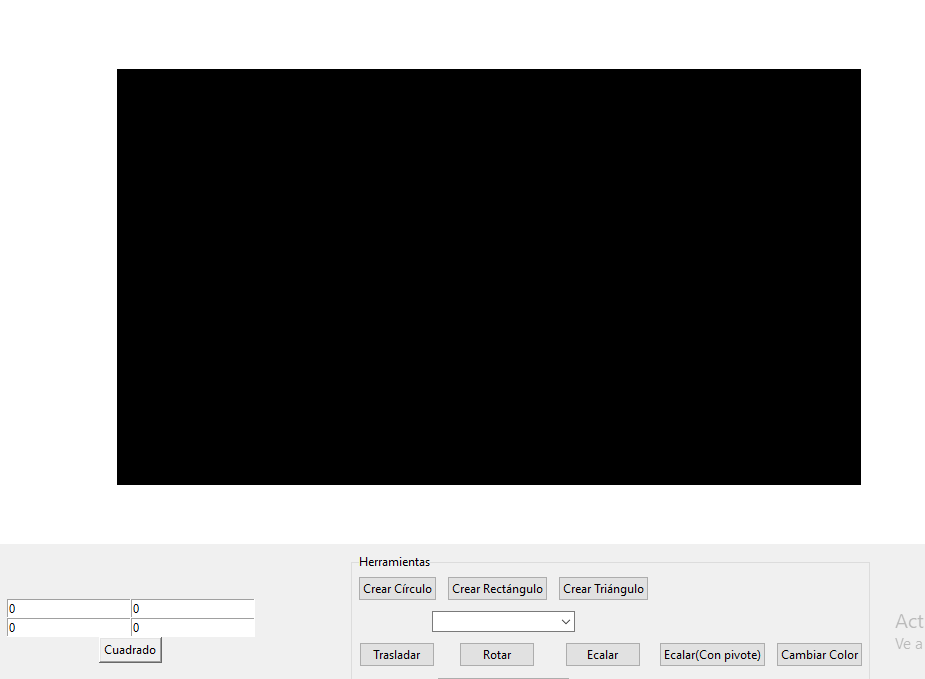 Herramientas
Crear Círculo Crear Rectángulo Crear Triángulo
0 0
0 0
Cuadrado
Trasladar Rotar Ecalar Ecalar(Con pivote) Cambiar Color
Act
Ve a